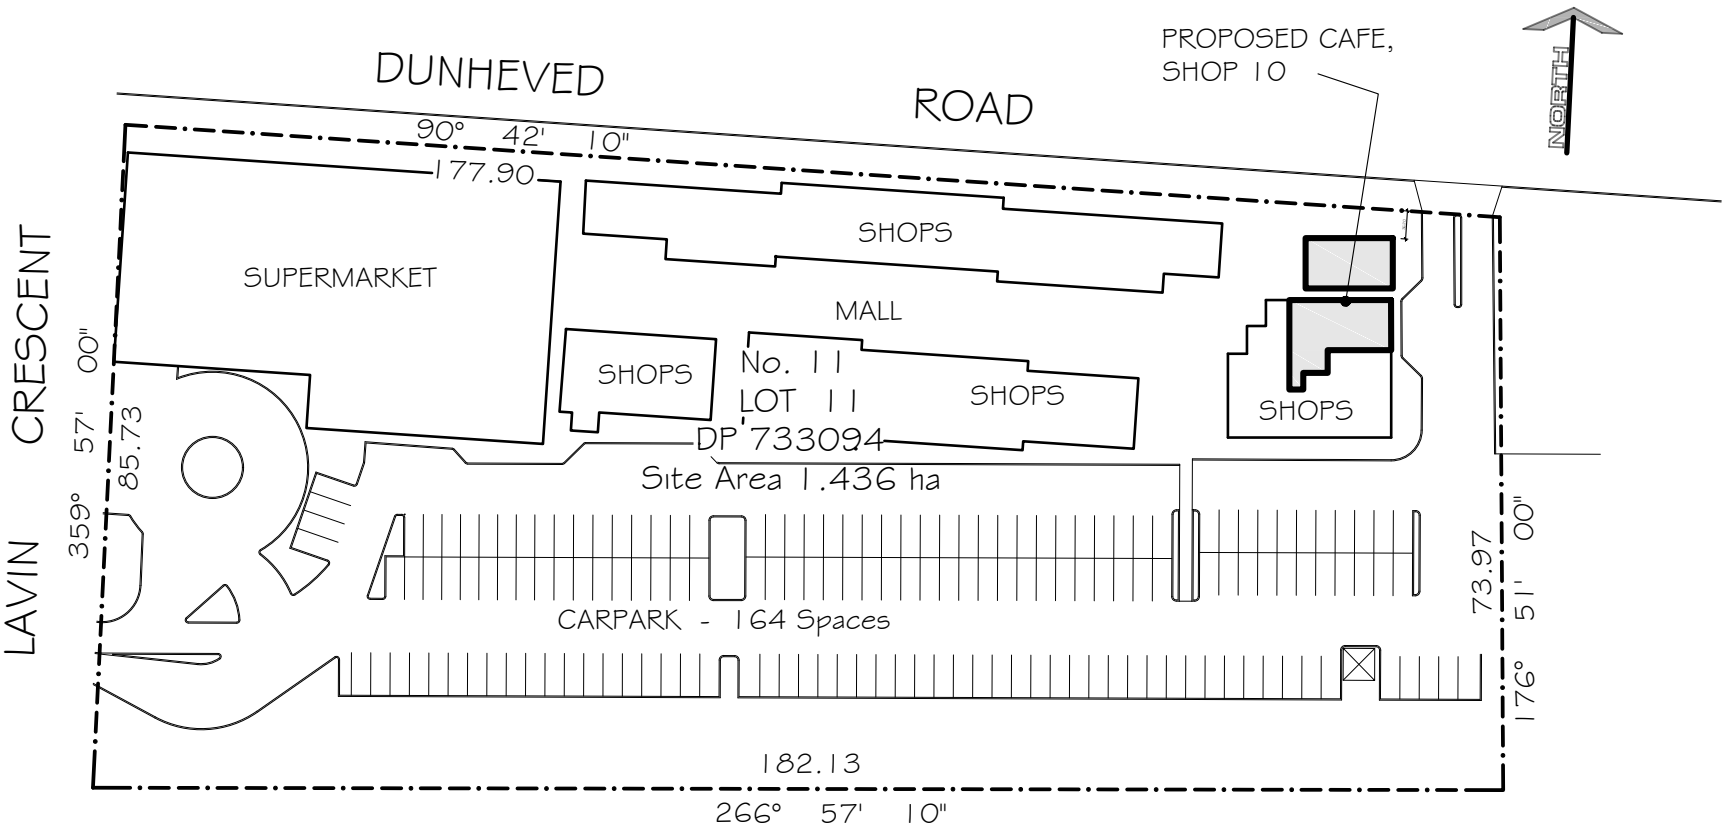 PROPOSED CAFE,
SHOP 10
NORTH
DUNHEVED ROAD
90° 42' 10"
177.90
SHOPS
SUPERMARKET
MALL
SHOPS
No. 11
LOT 11
DP 733094
Site Area 1.436 ha
SHOPS
SHOPS
LAVIN CRESCENT
359° 57' 00"
85.73
CARPARK - 164 Spaces
73.97
176° 51' 00"
182.13
266° 57' 10"